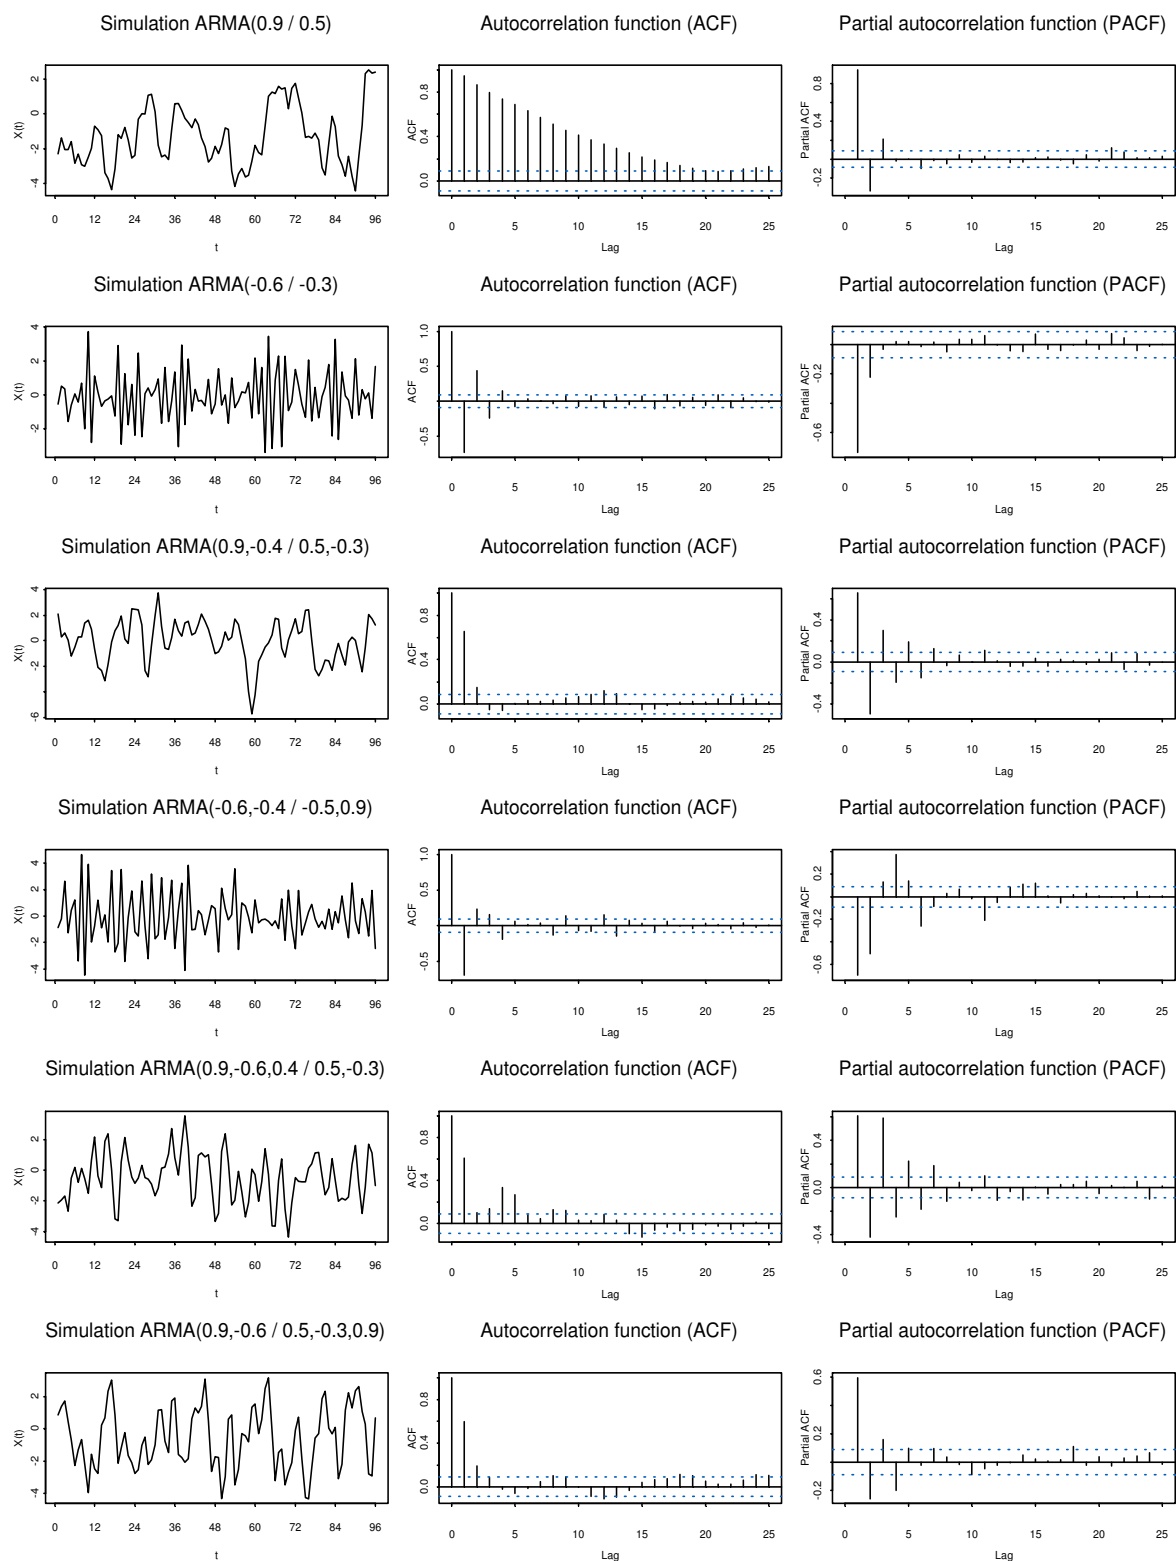 Simulation ARMA(0.9 / 0.5) Autocorrelation function (ACF) Partial autocorrelation function (PACF)
X(t)
-4 -2 0 2
0 12 24 36 48 60 72 84 96
t
ACF
0.0 0.4 0.8
0 5 10 15 20 25
Lag
Partial ACF
-0.2 0.4 0.8
0 5 10 15 20 25
Simulation ARMA(-0.6 / -0.3) Autocorrelation function (ACF) Partial autocorrelation function (PACF)
X(t)
-2 0 2 4
0 12 24 36 48 60 72 84 96
t
ACF
-0.5 0.5 1.0
0 5 10 15 20 25
Lag
Partial ACF
-0.6 -0.2
0 5 10 15 20 25
Simulation ARMA(0.9,-0.4 / 0.5,-0.3) Autocorrelation function (ACF) Partial autocorrelation function (PACF)
X(t)
-6 -2 0 2 4
0 12 24 36 48 60 72 84 96
t
ACF
0.0 0.4 0.8
0 5 10 15 20 25
Lag
Partial ACF
-0.4 0.0 0.4
0 5 10 15 20 25
Simulation ARMA(-0.6,-0.4 / -0.5,0.9) Autocorrelation function (ACF) Partial autocorrelation function (PACF)
X(t)
-4 -2 0 2 4
0 12 24 36 48 60 72 84 96
t
ACF
-0.5 0.5 1.0
0 5 10 15 20 25
Lag
Partial ACF
-0.6 -0.2 0.2
0 5 10 15 20 25
Simulation ARMA(0.9,-0.6,0.4 / 0.5,-0.3) Autocorrelation function (ACF) Partial autocorrelation function (PACF)
X(t)
-4 -2 0 2
0 12 24 36 48 60 72 84 96
t
ACF
0.0 0.4 0.8
0 5 10 15 20 25
Lag
Partial ACF
-0.4 0.0 0.4
0 5 10 15 20 25
Simulation ARMA(0.9,-0.6 / 0.5,-0.3,0.9) Autocorrelation function (ACF) Partial autocorrelation function (PACF)
X(t)
-4 -2 0 2
0 12 24 36 48 60 72 84 96
t
ACF
0.0 0.4 0.8
0 5 10 15 20 25
Lag
Partial ACF
-0.2 0.2 0.6
0 5 10 15 20 25